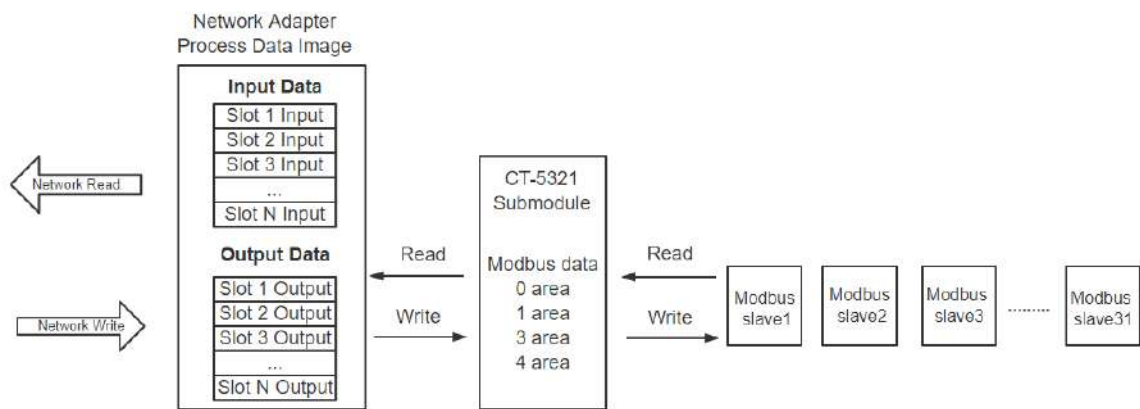 Network Adapter
Process Data Image
Input Data
Slot 1 Input
Slot 2 Input
Slot 3 Input
...
Slot N Input
Network Read
Output Data
Slot 1 Output
Slot 2 Output
Slot 3 Output
...
Slot N Output
Network Write
Read
Write
CT-5321
Submodule
Modbus data
0 area
1 area
3 area
4 area
Read
Write
Modbus
slave1
Modbus
slave2
Modbus
slave3
........
Modbus
slave31